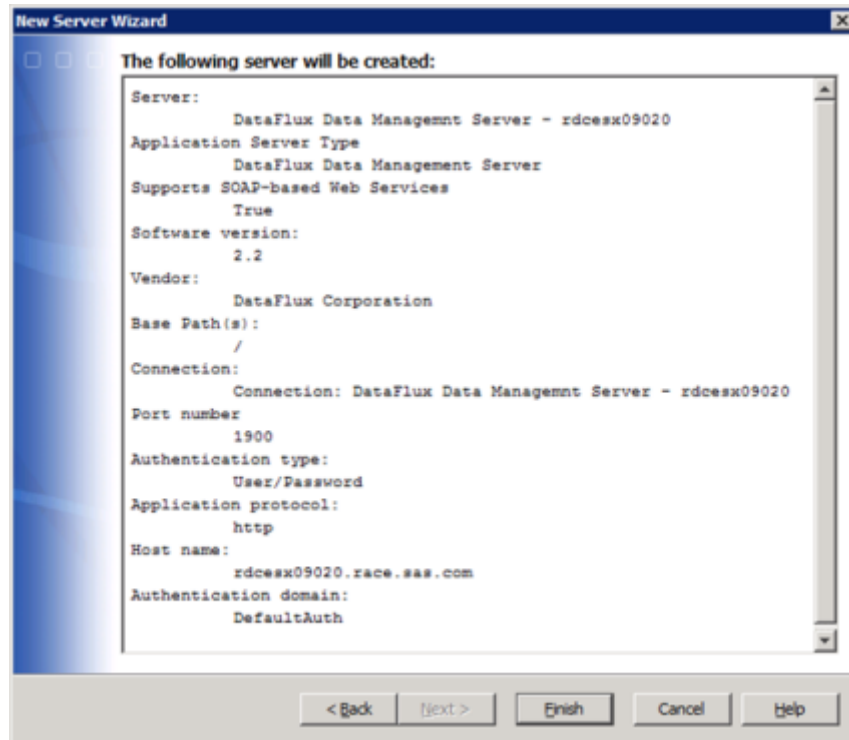 New Server Wizard
The following server will be created:
Server:
DataFlux Data Managemnt Server - rdcesx09020
Application Server Type
DataFlux Data Management Server
Supports SOAP-based Web Services
True
Software version:
2.2
Vendor:
DataFlux Corporation
Base Path(s):
/
Connection:
Connection: DataFlux Data Managemnt Server - rdcesx09020
Port number
1900
Authentication type:
User/Password
Application protocol:
http
Host name:
rdcesx09020.race.sas.com
Authentication domain:
DefaultAuth
< Back Next > Finish Cancel Help